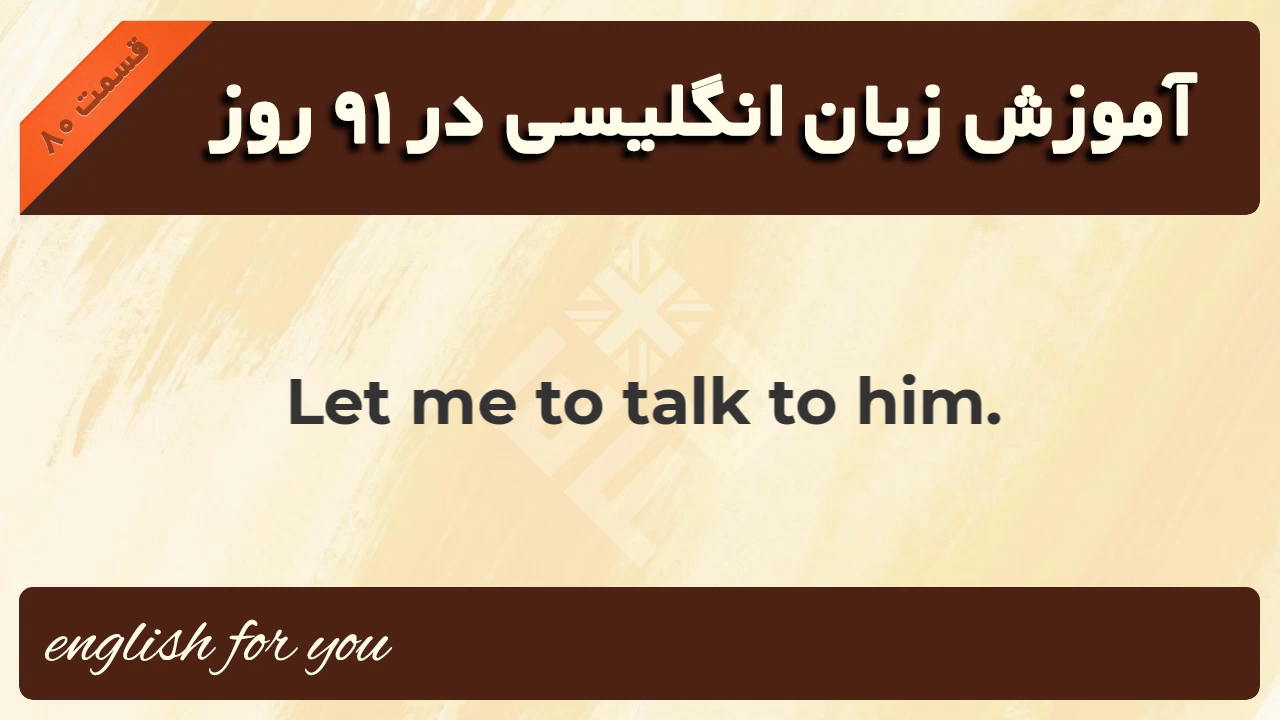 قسمت ۸۰
آموزش زبان انگلیسی در ۹۱ روز
Let me to talk to him.
english for you